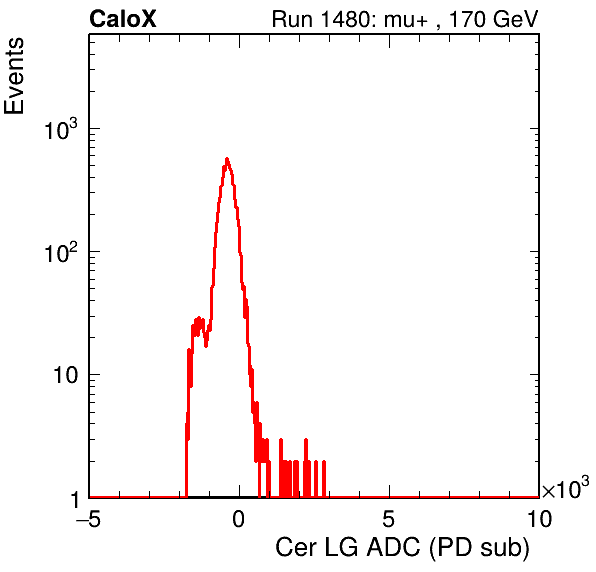 CaloX Run 1480: mu+ , 170 GeV
Events
10³
10²
10
1
−5 0 5 10
×10³
Cer LG ADC (PD sub)